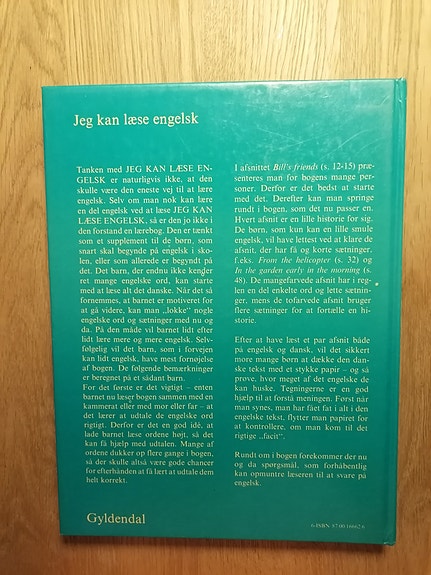 Jeg kan læse engelsk
Tanken med JEG KAN LÆSE EN-
GELSK er naturligvis ikke, at den
skulle være den eneste vej til at lære
engelsk. Selv om man nok kan lære
en del engelsk ved at læse JEG KAN
LÆSE ENGELSK, så er den jo ikke i
den forstand en lærebog. Den er tænkt
som et supplement til de børn, som
snart skal begynde på engelsk i sko-
len, eller som allerede er begyndt på
det. Det barn, der endnu ikke kender
ret mange engelske ord, kan starte
med at læse alt det danske. Når det så
fornemmes, at barnet er motiveret for
at gå videre, kan man „lokke" nogle
engelske ord og sætninger med nu og
da. På den måde vil barnet lidt efter
lidt lære mere og mere engelsk. Selv-
følgelig vil det barn, som i forvejen
kan lidt engelsk, have mest fornøjelse
af bogen. De følgende bemærkninger
er beregnet på et sådant barn.
For det første er det vigtigt – enten
barnet nu læser bogen sammen med en
kammerat eller med mor eller far – at
det lærer at udtale de engelske ord
rigtigt. Derfor er det en god idé, at
lade barnet læse ordene højt, så det
kan få hjælp med udtalen. Mange af
ordene dukker op flere gange i bogen,
så der skulle altså være gode chancer
for efterhånden at få lært at udtale dem
helt korrekt.
I afsnittet Bill's friends (s. 12-15) præ-
senteres man for bogens mange per-
soner. Derfor er det bedst at starte
med det. Derefter kan man springe
rundt i bogen, som det nu passer en.
Hvert afsnit er en lille historie for sig.
De børn, som kun kan en lille smule
engelsk, vil have lettest ved at klare de
afsnit, der har få og korte sætninger,
f.eks. From the helicopter (s. 32) og
In the garden early in the morning (s.
48). De mangefarvede afsnit har i reg-
len en del enkelte ord og lette sætnin-
ger, mens de tofarvede afsnit bruger
flere sætninger for at fortælle en hi-
storie.
Efter at have læst et par afsnit både
på engelsk og dansk, vil det sikkert
more mange børn at dække den dan-
ske tekst med et stykke papir – og så
prøve, hvor meget af det engelske de
kan huske. Tegningerne er en god
hjælp til at forstå meningen. Først når
man synes, man har fået fat i alt i den
engelske tekst, flytter man papiret for
at kontrollere, om man kom til det
rigtige „facit".
Rundt om i bogen forekommer der nu
og da spørgsmål, som forhåbentlig
kan opmuntre læseren til at svare på
engelsk.
Gyldendal
6 ISBN 87 00 16662 6